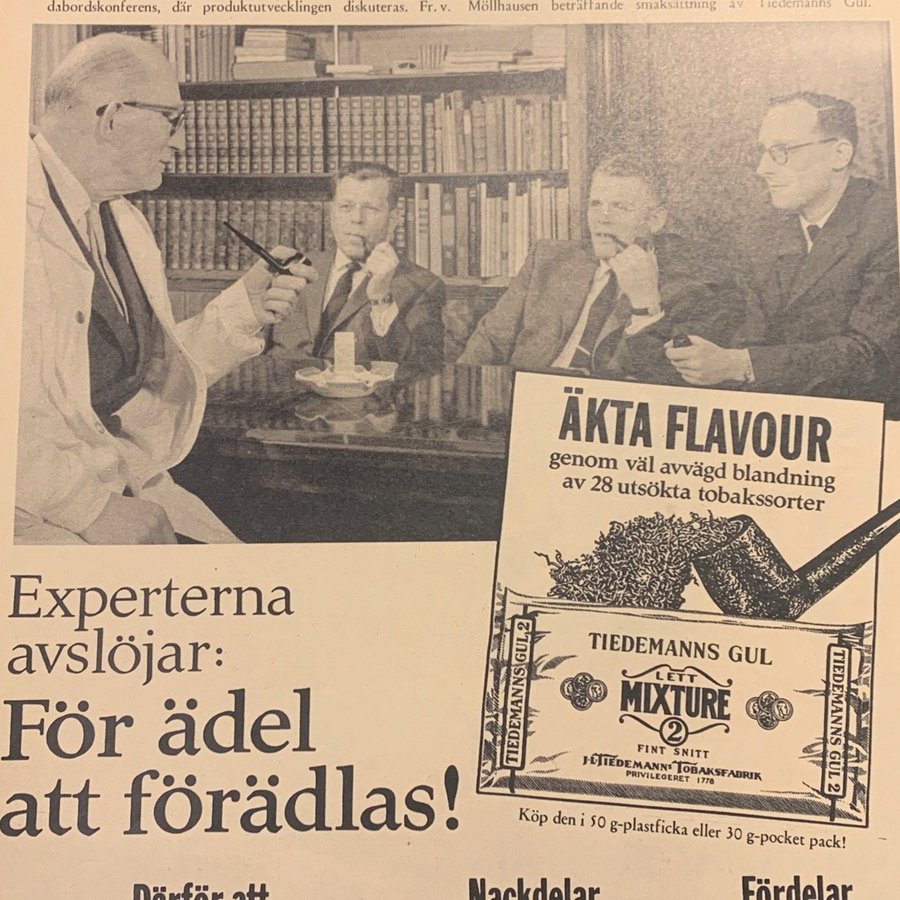 dabordskonferens, där produktutvecklingen diskuteras. Fr. v. Möllhausen beträffande smaksättning av Tiedemanns Gul.
ÄKTA FLAVOUR
genom väl avvägd blandning
av 28 utsökta tobakssorter
TIEDEMANNS GUL 2
TIEDEMANNS GUL
LETT
MIXTURE
2
FINT SNITT
J·L·TIEDEMANNS TOBAKSFABRIK
PRIVILEGERET 1778
TIEDEMANNS GUL 2
Köp den i 50 g-plastficka eller 30 g-pocket pack!
Experterna
avslöjar:
För ädel
att förädlas!
Därför att
Nackdelar
Fördelar